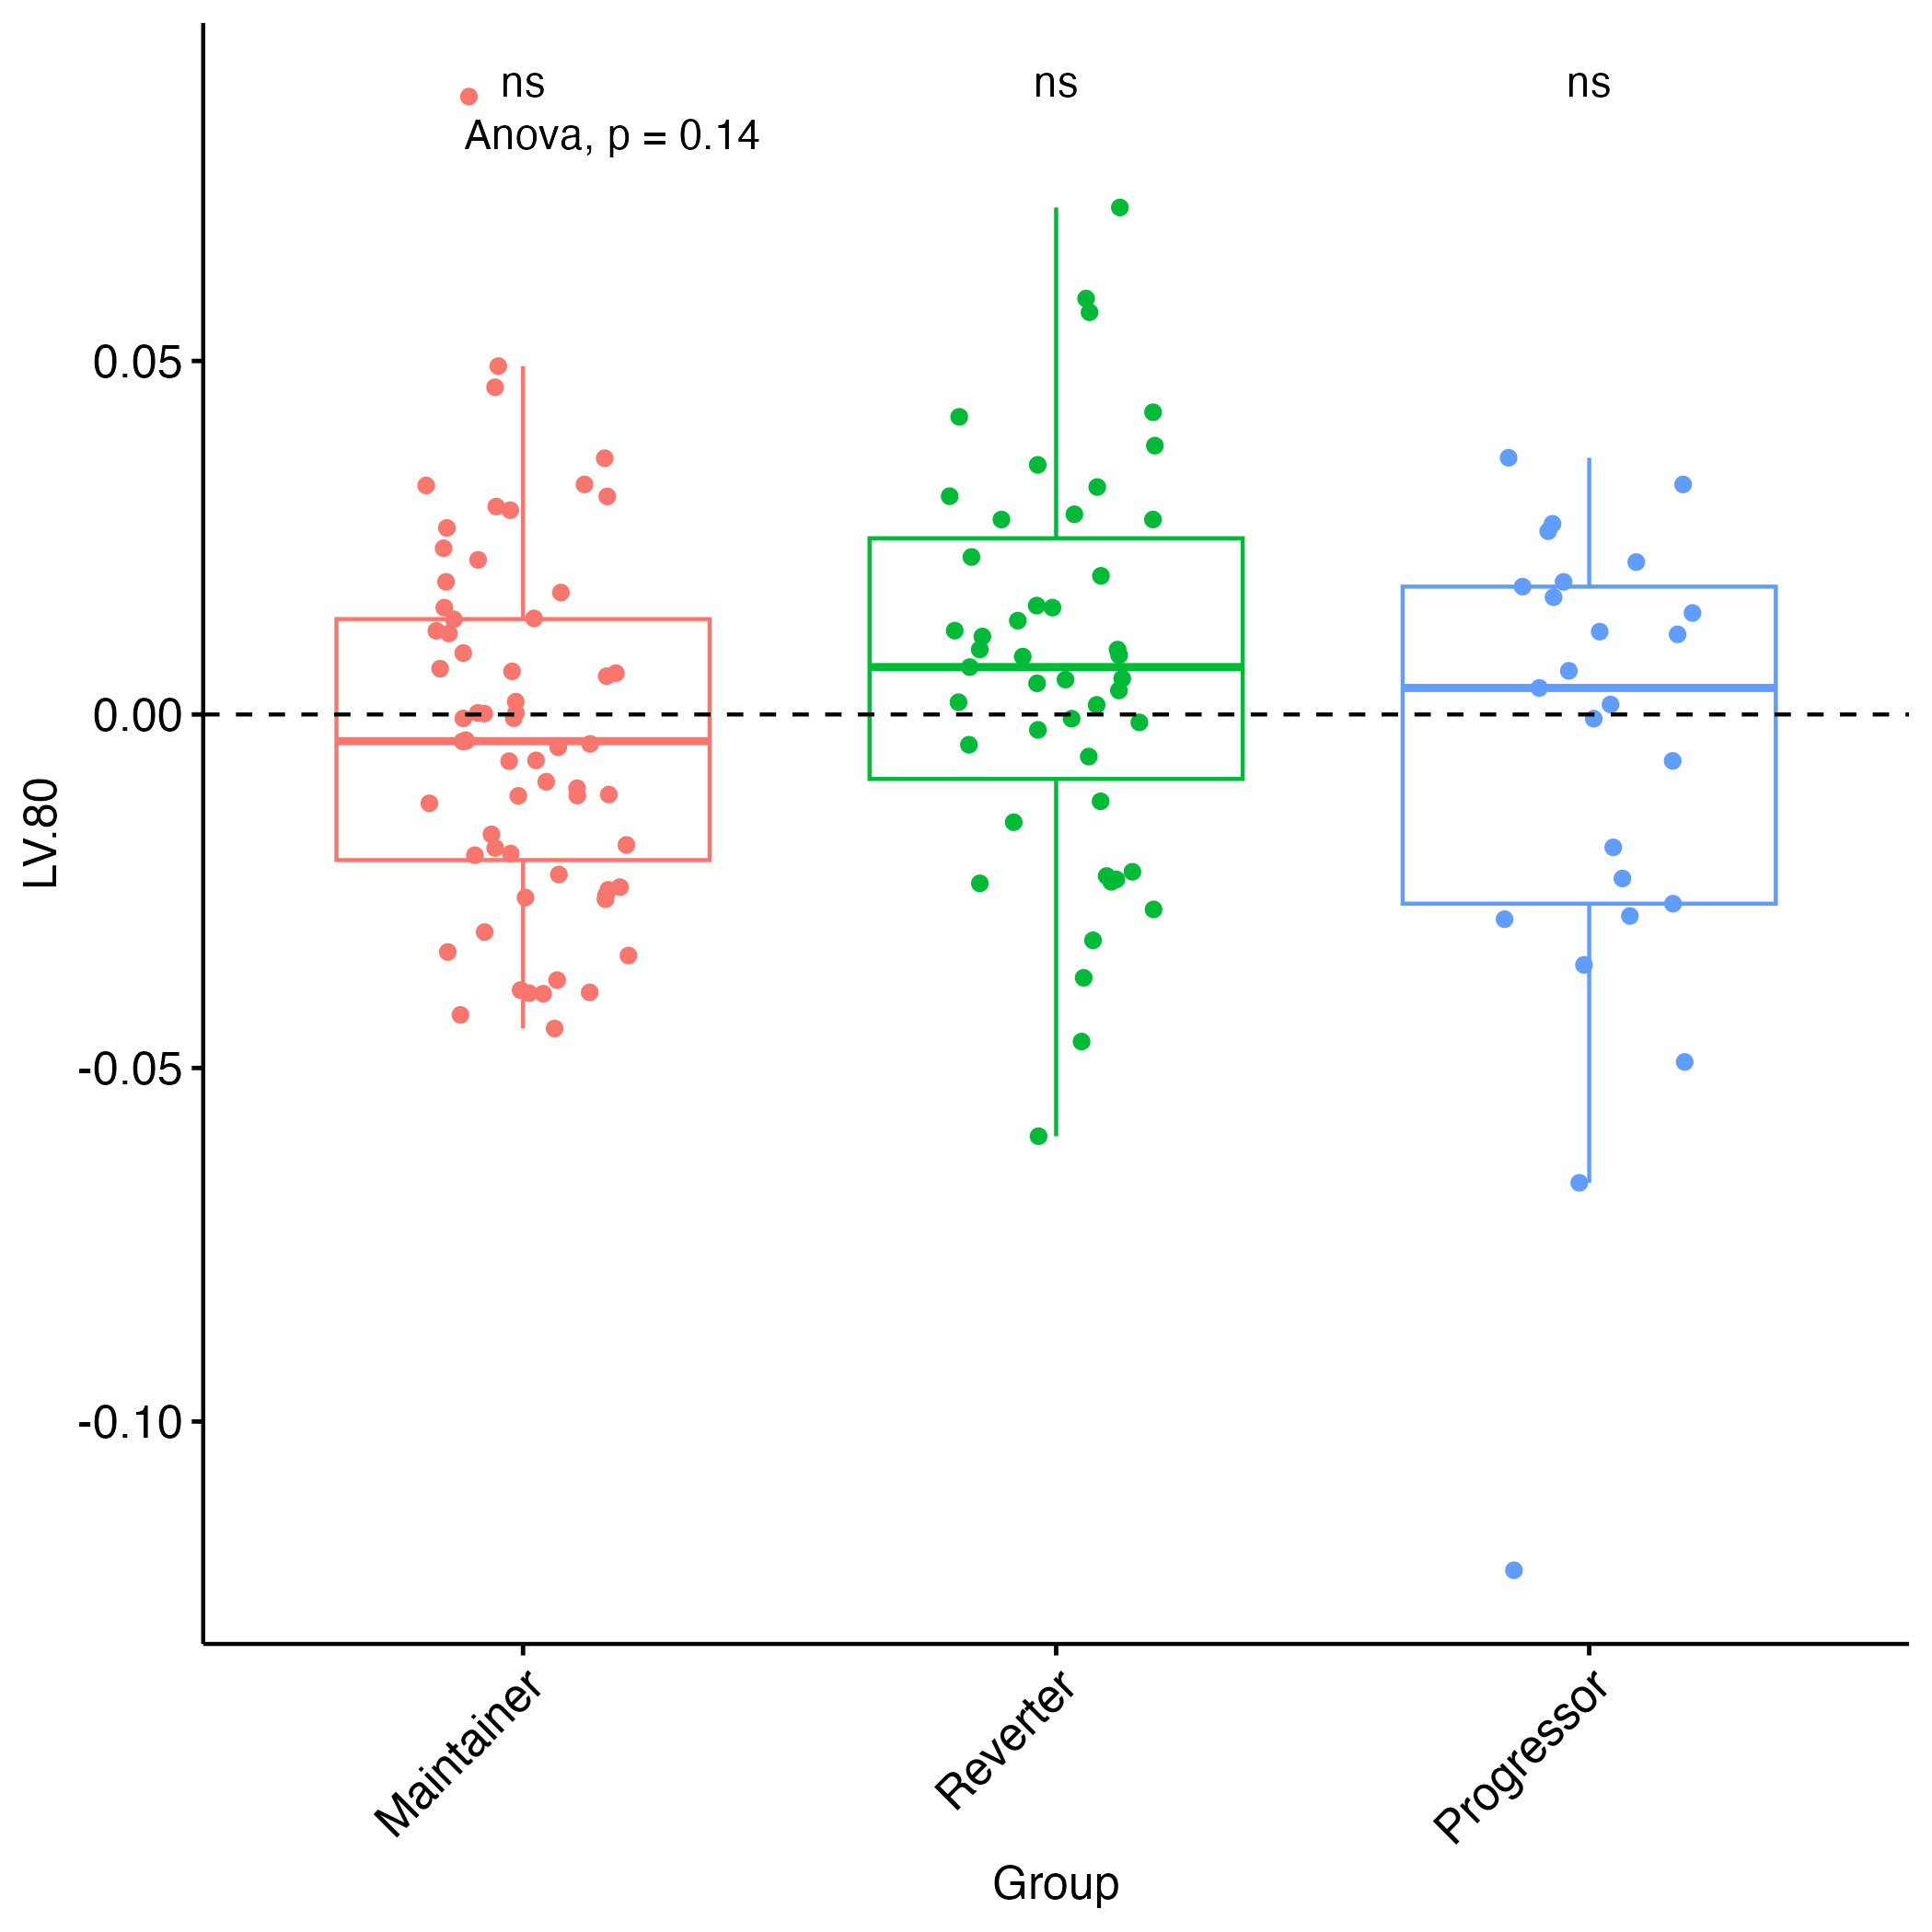 ns ns ns
Anova, p = 0.14
0.05
0.00
-0.05
-0.10
LV.80
Maintainer Reverter Progressor
Group